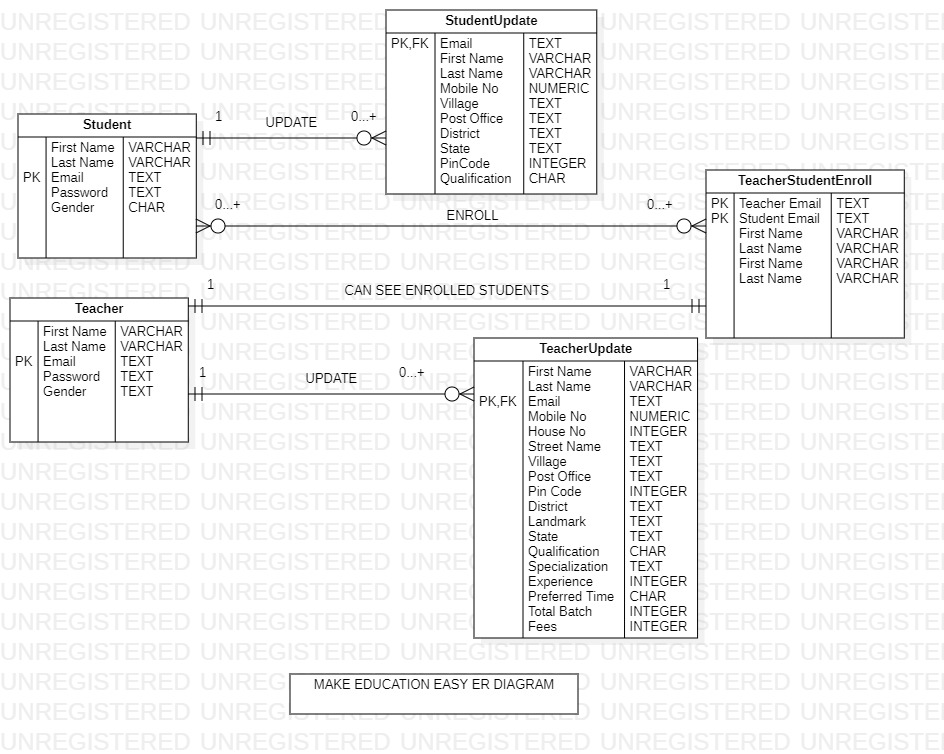 StudentUpdate
PK,FK Email TEXT
First Name VARCHAR
Last Name VARCHAR
Mobile No NUMERIC
Village TEXT
Post Office TEXT
District TEXT
State TEXT
PinCode INTEGER
Qualification CHAR
1 UPDATE 0...+
Student
First Name VARCHAR
Last Name VARCHAR
PK Email TEXT
Password TEXT
Gender CHAR
0...+ ENROLL 0...+
TeacherStudentEnroll
PK Teacher Email TEXT
PK Student Email TEXT
First Name VARCHAR
Last Name VARCHAR
First Name VARCHAR
Last Name VARCHAR
1 CAN SEE ENROLLED STUDENTS 1
Teacher
First Name VARCHAR
Last Name VARCHAR
PK Email TEXT
Password TEXT
Gender TEXT
1 UPDATE 0...+
TeacherUpdate
First Name VARCHAR
Last Name VARCHAR
PK,FK Email TEXT
Mobile No NUMERIC
House No INTEGER
Street Name TEXT
Village TEXT
Post Office TEXT
Pin Code INTEGER
District TEXT
Landmark TEXT
State TEXT
Qualification CHAR
Specialization TEXT
Experience INTEGER
Preferred Time CHAR
Total Batch INTEGER
Fees INTEGER
MAKE EDUCATION EASY ER DIAGRAM
UNREGISTERED